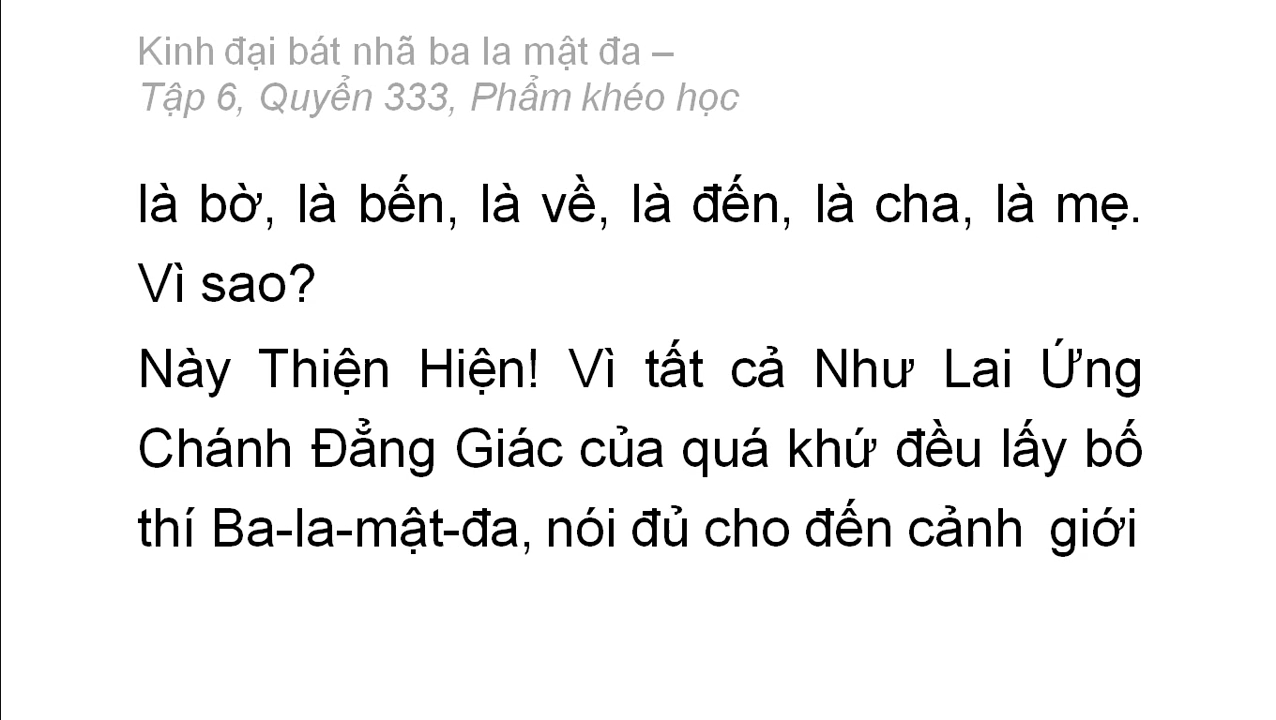 Kinh đại bát nhã ba la mật đa –
Tập 6, Quyển 333, Phẩm khéo học
là bờ, là bến, là về, là đến, là cha, là mẹ.
Vì sao?
Này Thiện Hiện! Vì tất cả Như Lai Ứng
Chánh Đẳng Giác của quá khứ đều lấy bố
thí Ba-la-mật-đa, nói đủ cho đến cảnh giới